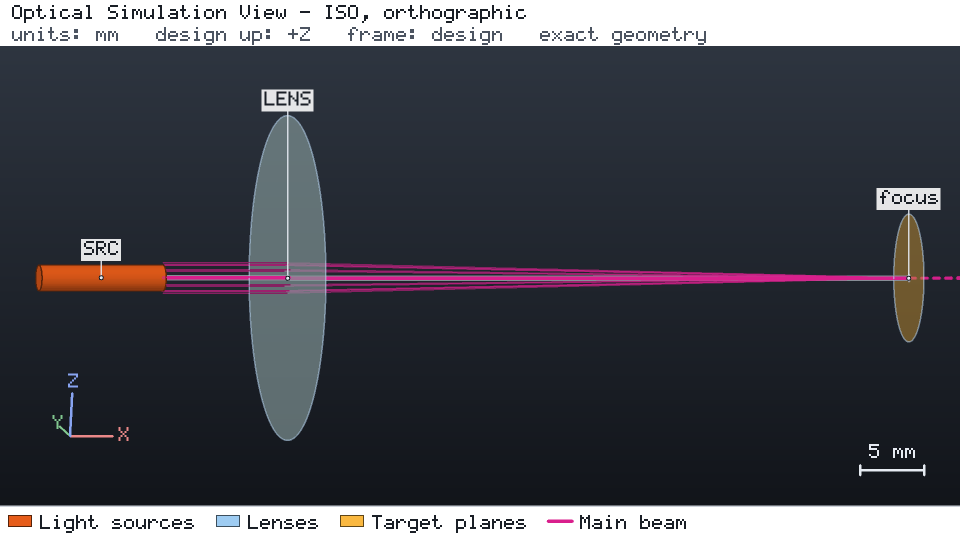 Optical Simulation View - ISO, orthographic
units: mm design up: +Z frame: design exact geometry
LENS
focus
SRC
Z
Y
X
5 mm
Light sources Lenses Target planes Main beam